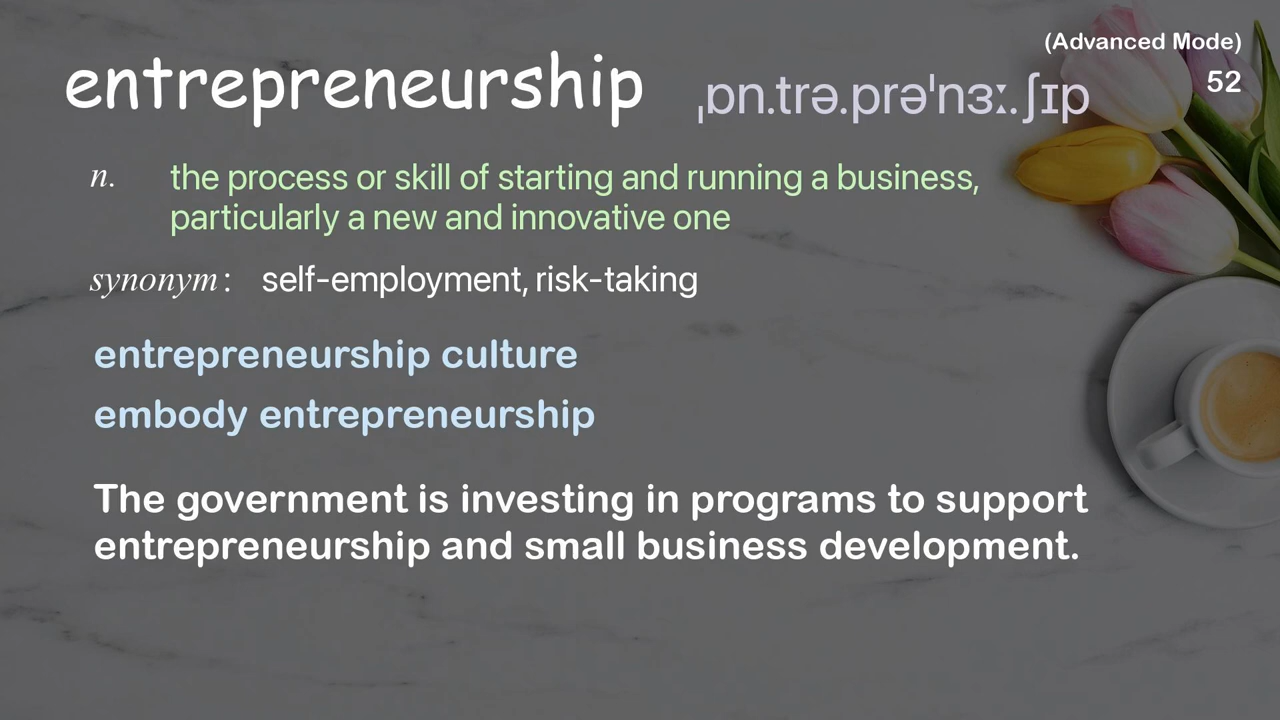 (Advanced Mode)
entrepreneurship ˌɒn.trə.prəˈnɜː.ʃɪp
52
n. the process or skill of starting and running a business,
particularly a new and innovative one
synonym: self-employment, risk-taking
entrepreneurship culture
embody entrepreneurship
The government is investing in programs to support
entrepreneurship and small business development.